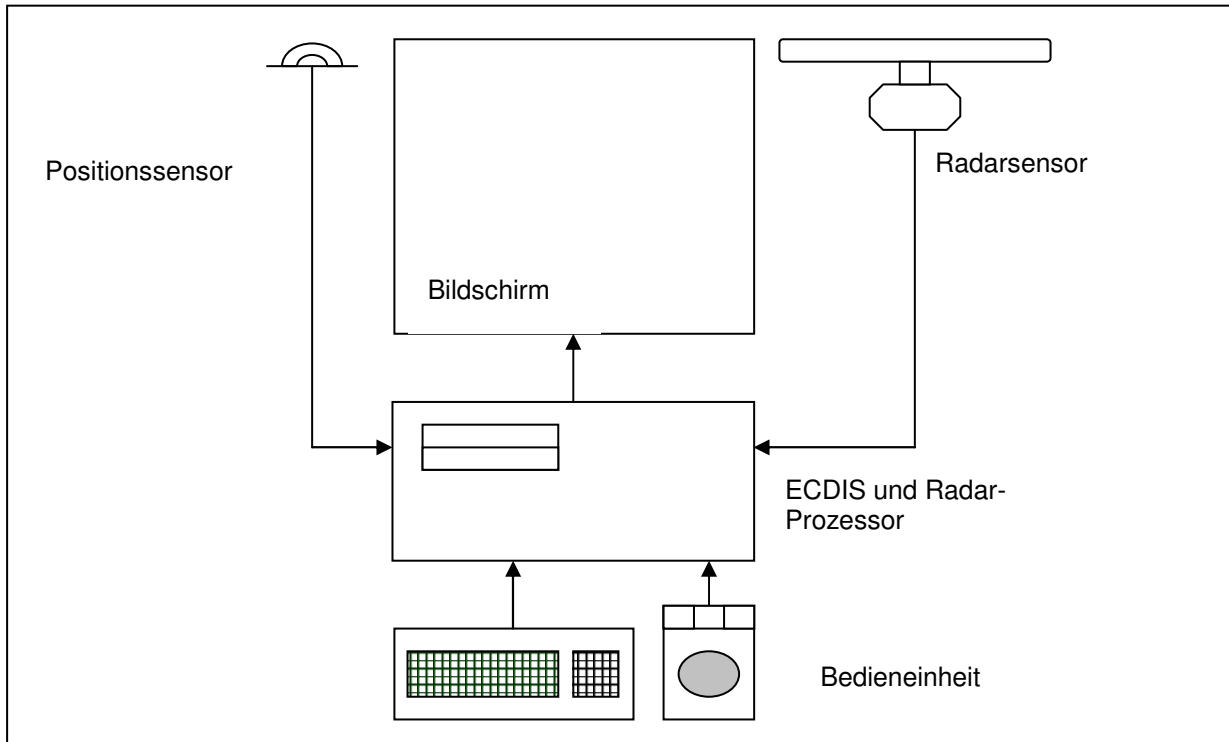 Positionssensor
Radarsensor
Bildschirm
ECDIS und Radar-
Prozessor
Bedieneinheit